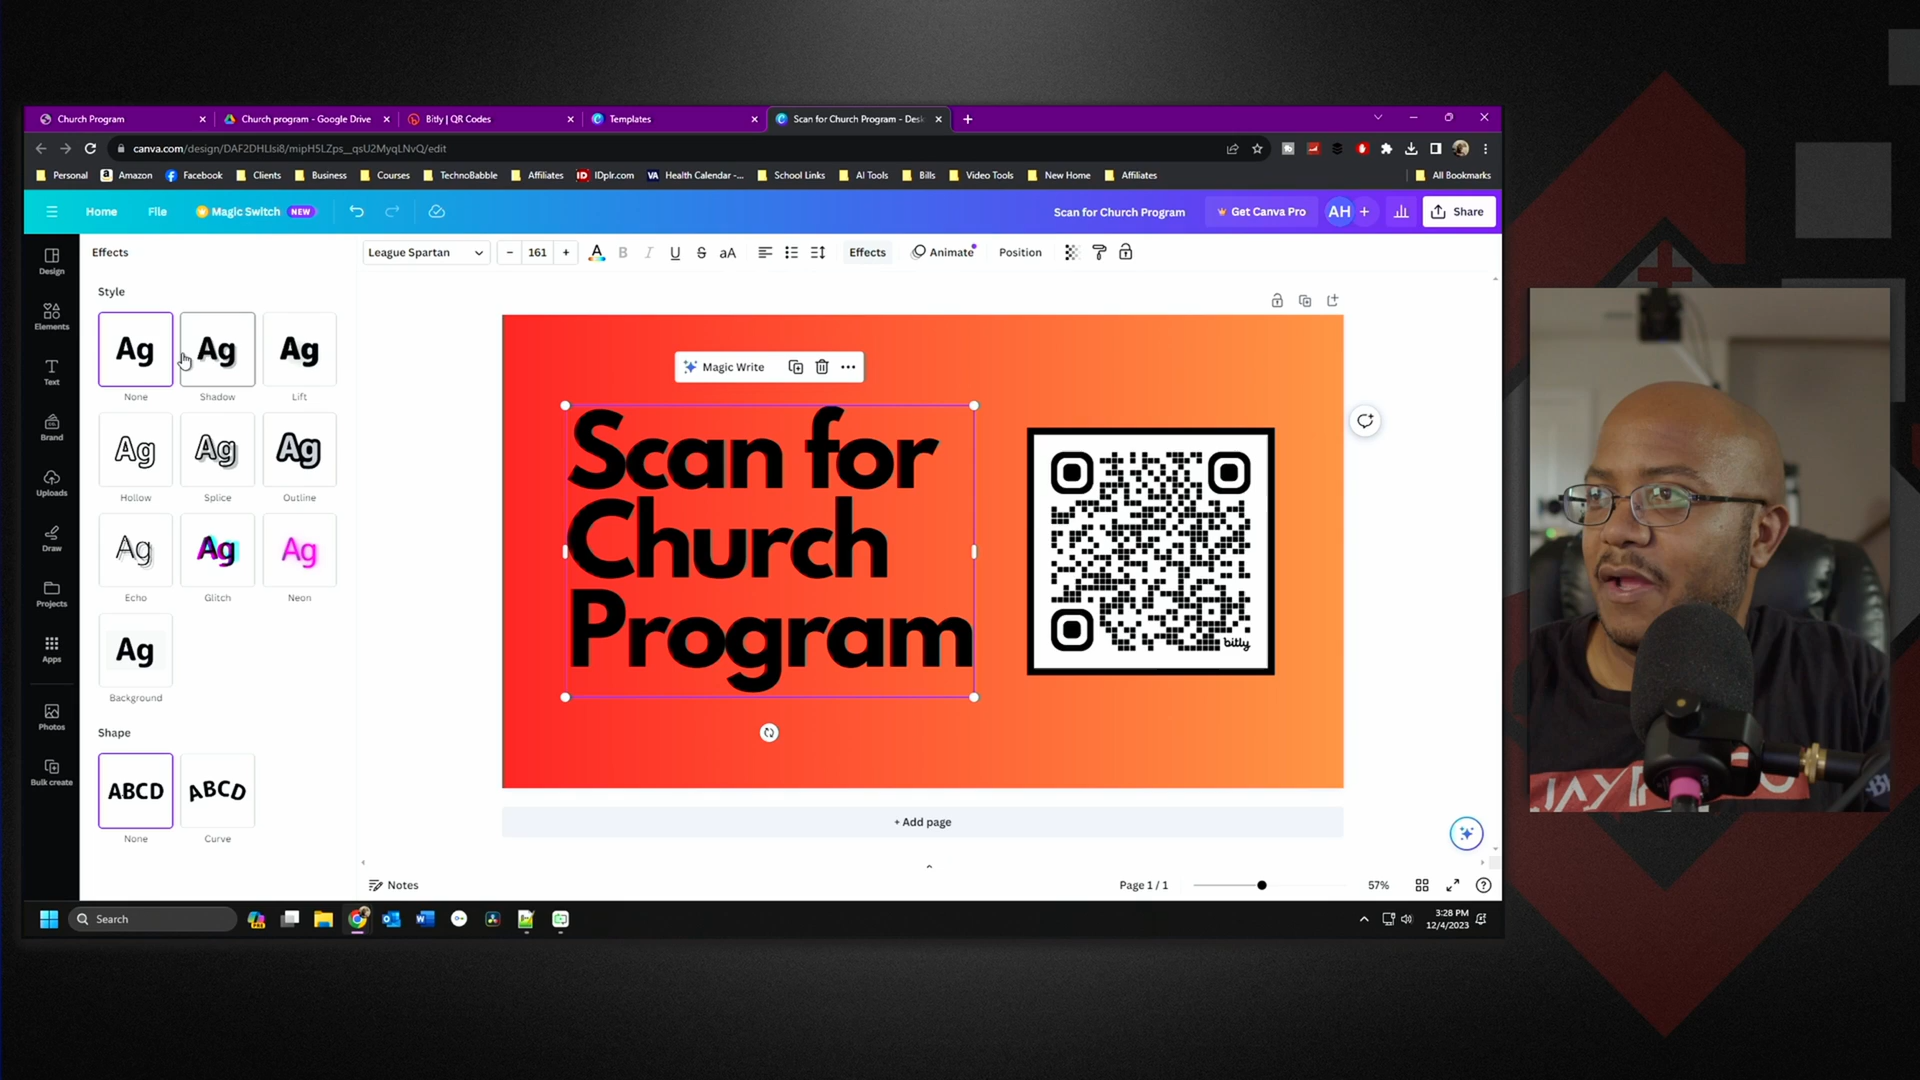 Church Program
Church program - Google Drive
Bitly | QR Codes
Templates
Scan for Church Program - Desi
canva.com/design/DAF2DHLlsi8/mipH5LZps__qsU2MyqLNvQ/edit
Personal
Amazon
Facebook
Clients
Business
Courses
TechnoBabble
Affiliates
IDplr.com
Health Calendar -...
School Links
AI Tools
Bills
Video Tools
New Home
Affiliates
All Bookmarks
Home
File
Magic Switch NEW
Scan for Church Program
Get Canva Pro
AH
Share
Design
Elements
Text
Brand
Uploads
Draw
Projects
Apps
Photos
Bulk create
Effects
League Spartan
161
A
B
I
U
S
aA
Effects
Animate
Position
Style
Ag
Ag
Ag
None
Shadow
Lift
Ag
Ag
Ag
Hollow
Splice
Outline
Ag
Ag
Ag
Echo
Glitch
Neon
Ag
Background
Shape
ABCD
ABCD
None
Curve
Magic Write
Scan for
Church
Program
bitly
+ Add page
Notes
Page 1 / 1
57%
Search
3:28 PM
12/4/2023